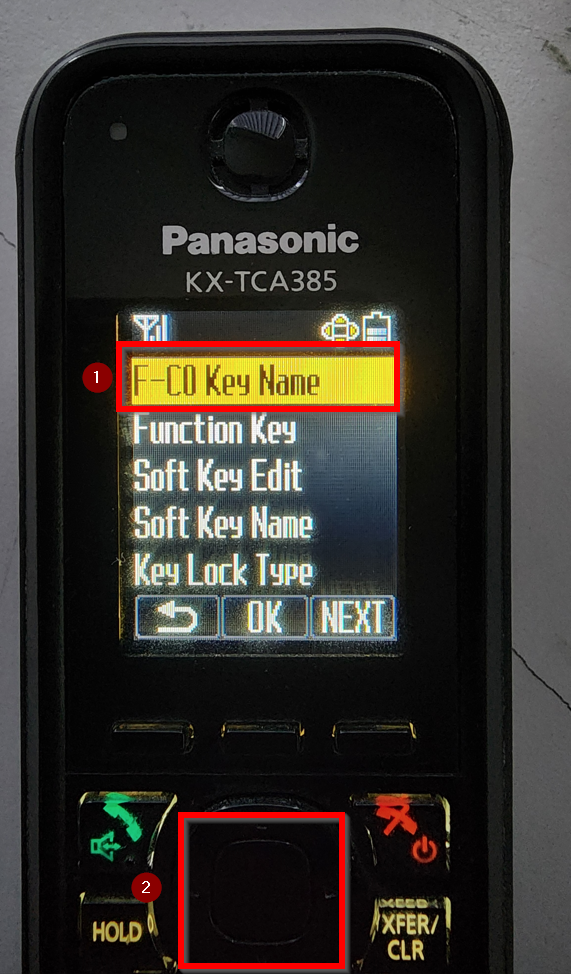 Panasonic
KX-TCA385
1
F-CO Key Name
Function Key
Soft Key Edit
Soft Key Name
Key Lock Type
OK NEXT
2
HOLD
XFER/
CLR